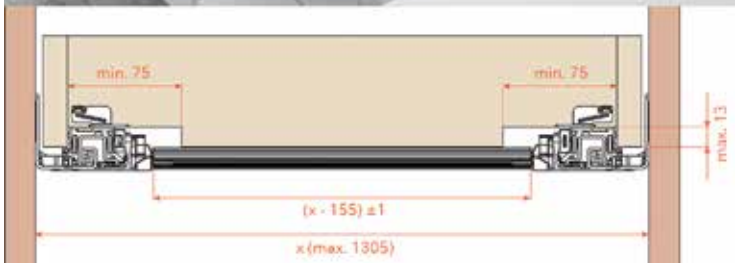 min. 75
min. 75
max. 13
(x - 155) ±1
x (max. 1305)